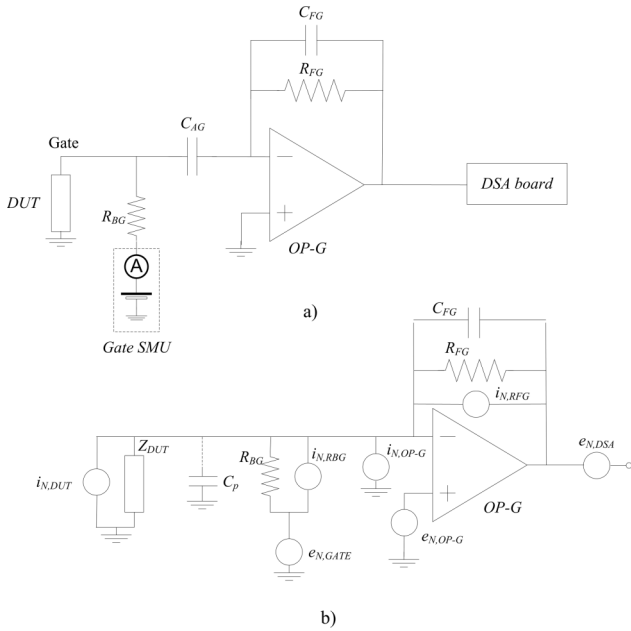 C_FG
R_FG
C_AG
Gate
DUT
R_BG
−
+
OP-G
DSA board
A
Gate SMU
a)
C_FG
R_FG
i_N,RFG
Z_DUT
R_BG
i_N,RBG
i_N,OP-G
−
e_N,DSA
i_N,DUT
C_p
+
OP-G
e_N,OP-G
e_N,GATE
b)